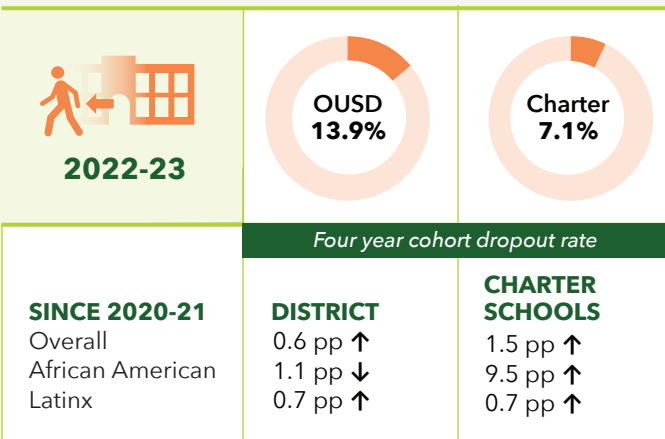 2022-23
OUSD
13.9%
Charter
7.1%
Four year cohort dropout rate
SINCE 2020-21
Overall
African American
Latinx
DISTRICT
0.6 pp ↑
1.1 pp ↓
0.7 pp ↑
CHARTER
SCHOOLS
1.5 pp ↑
9.5 pp ↑
0.7 pp ↑